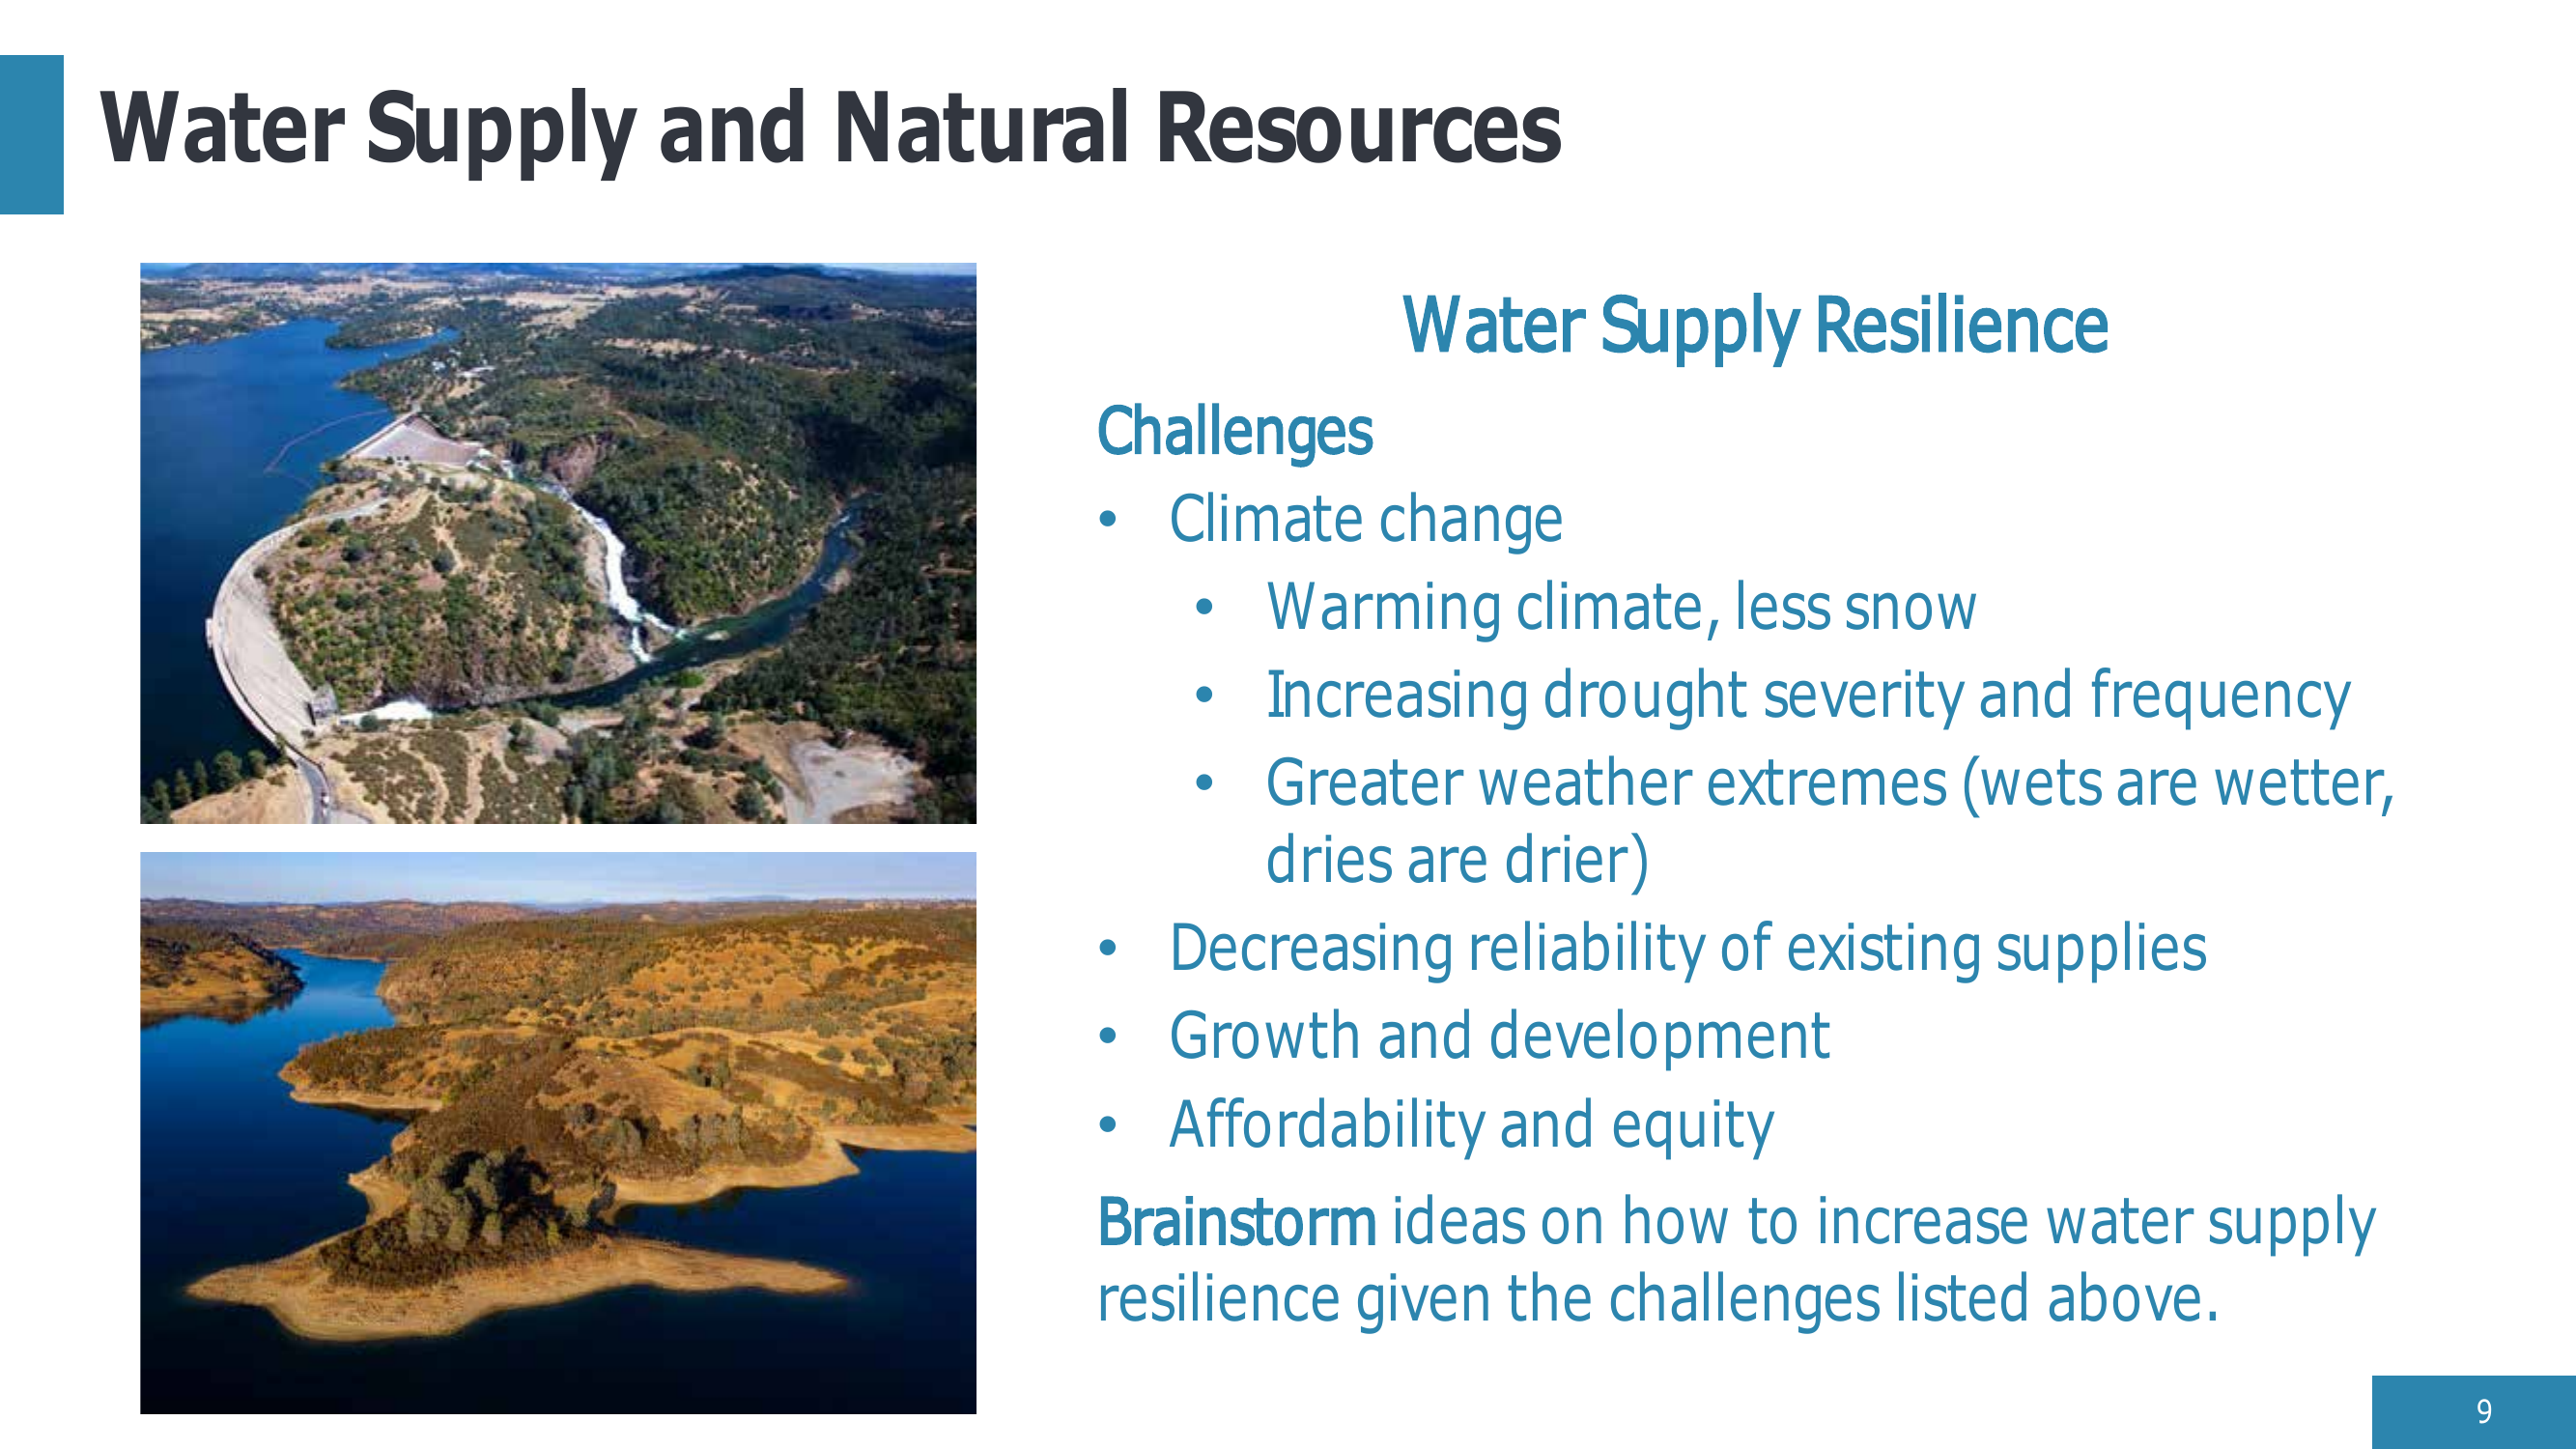 Water Supply and Natural Resources
Water Supply Resilience
Challenges
• Climate change
• Warming climate, less snow
• Increasing drought severity and frequency
• Greater weather extremes (wets are wetter,
dries are drier)
• Decreasing reliability of existing supplies
• Growth and development
• Affordability and equity
Brainstorm ideas on how to increase water supply
resilience given the challenges listed above.
9